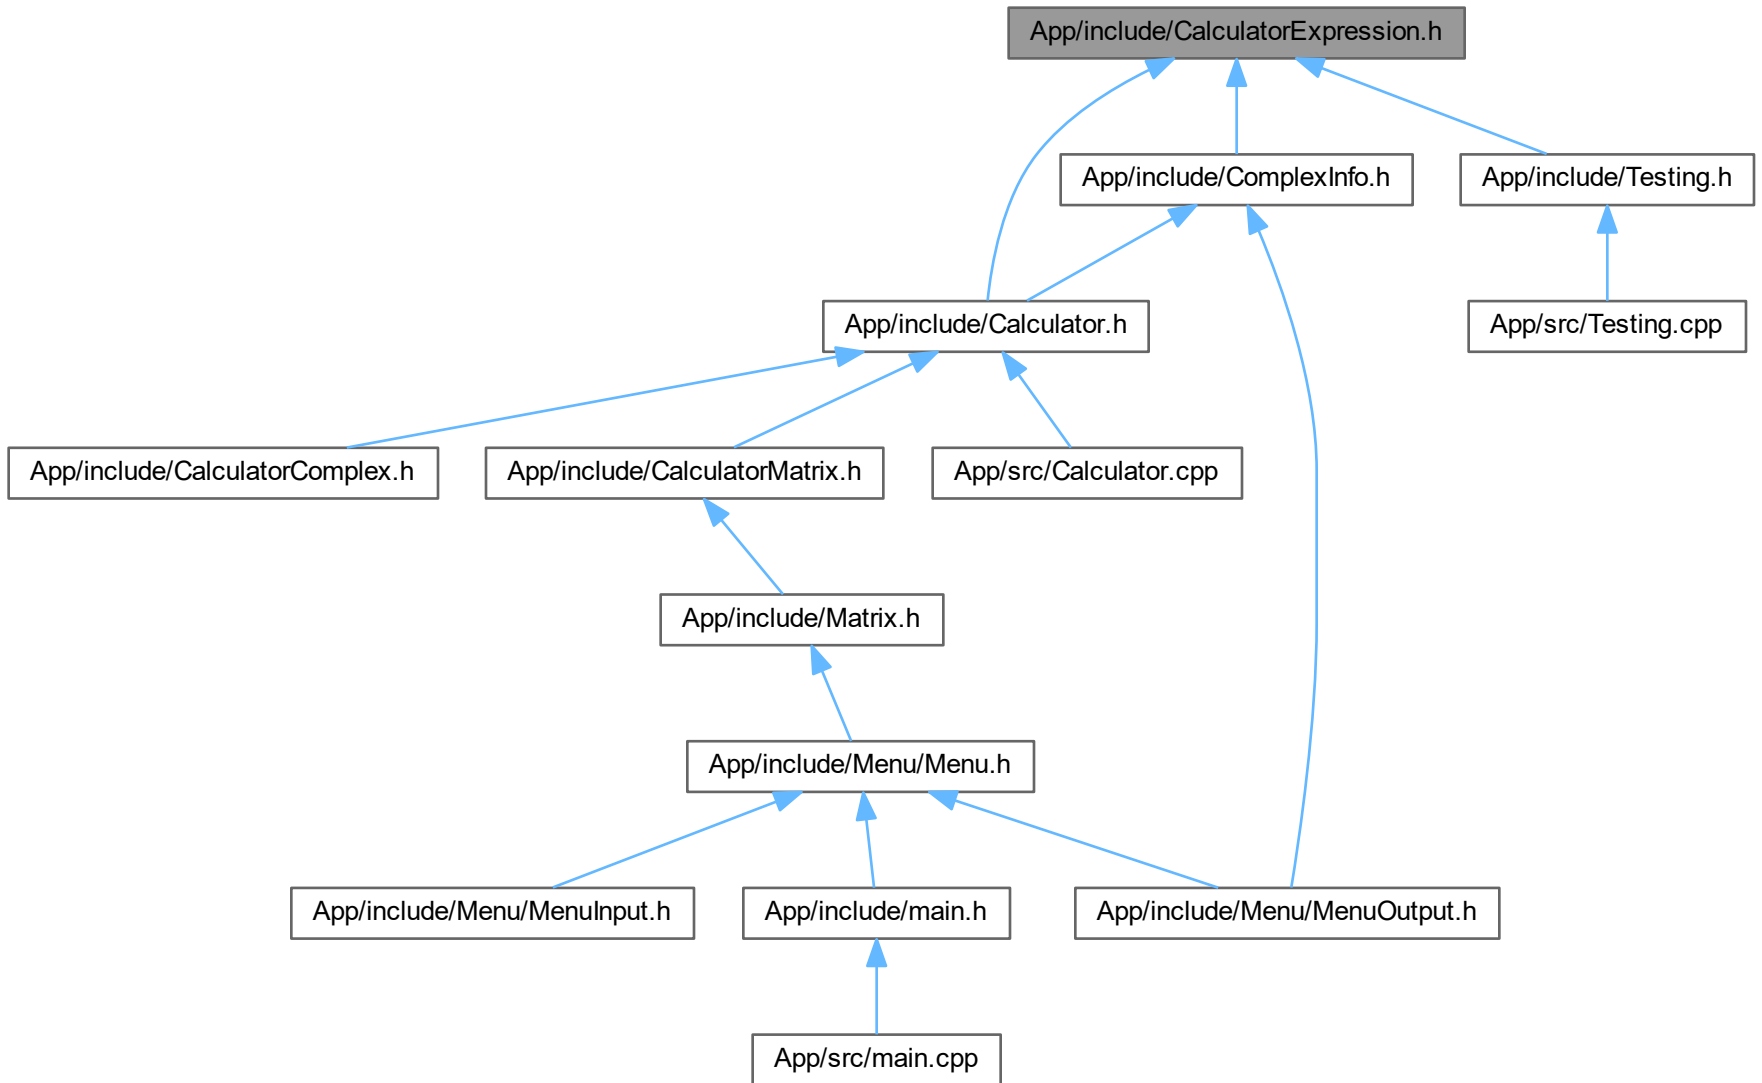 App/include/CalculatorExpression.h
App/include/ComplexInfo.h
App/include/Testing.h
App/include/Calculator.h
App/src/Testing.cpp
App/include/CalculatorComplex.h
App/include/CalculatorMatrix.h
App/src/Calculator.cpp
App/include/Matrix.h
App/include/Menu/Menu.h
App/include/Menu/MenuInput.h
App/include/main.h
App/include/Menu/MenuOutput.h
App/src/main.cpp